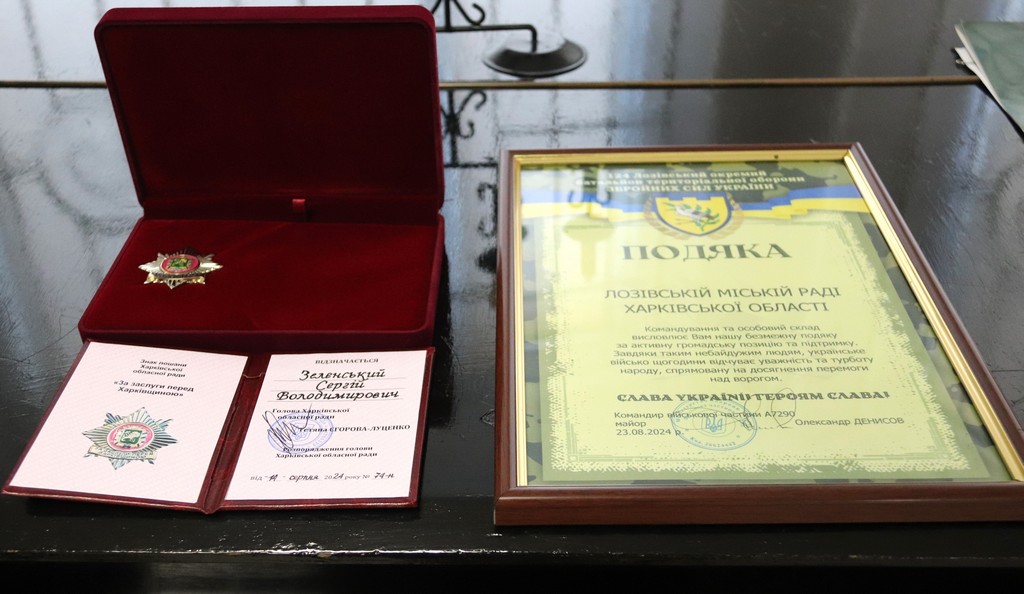 Знак пошани
Харківської
обласної ради
«За заслуги перед
Харківщиною»
ВІДЗНАЧАЄТЬСЯ
Зеленський
Сергій
Володимирович
Голова Харківської
обласної ради
Тетяна ЄГОРОВА-ЛУЦЕНКО
Розпорядження голови
Харківської обласної ради
від "14" серпня 2024 року № 74-н
124 Лозівський окремий
батальйон територіальної оборони
ЗБРОЙНИХ СИЛ УКРАЇНИ
ПОДЯКА
ЛОЗІВСЬКІЙ МІСЬКІЙ РАДІ
ХАРКІВСЬКОЇ ОБЛАСТІ
Командування та особовий склад
висловлює Вам нашу безмежну подяку
за активну громадську позицію та підтримку.
Завдяки таким небайдужим людям, українське
військо щогодини відчуває уважність та турботу
народу, спрямовану на досягнення перемоги
над ворогом.
СЛАВА УКРАЇНІ! ГЕРОЯМ СЛАВА!
Командир військової частини А7290
майор Олександр ДЕНИСОВ
23.08.2024 р.